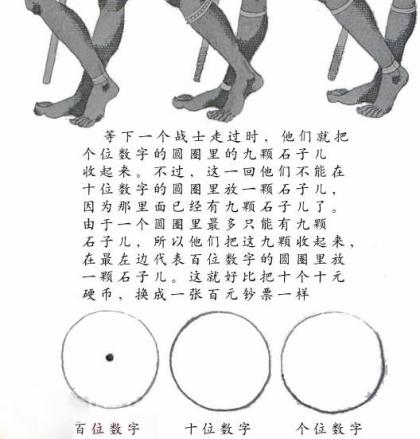 等下一个战士走过时，他们就把
个位数字的圆圈里的九颗石子儿
收起来。不过，这一回他们不能在
十位数字的圆圈里放一颗石子儿，
因为那里面已经有九颗石子儿了。
由于一个圆圈里最多只能有九颗
石子儿，所以他们把这九颗收起来，
在最左边代表百位数字的圆圈里放
一颗石子儿。这就好比把十个十元
硬币，换成一张百元钞票一样
百位数字 十位数字 个位数字